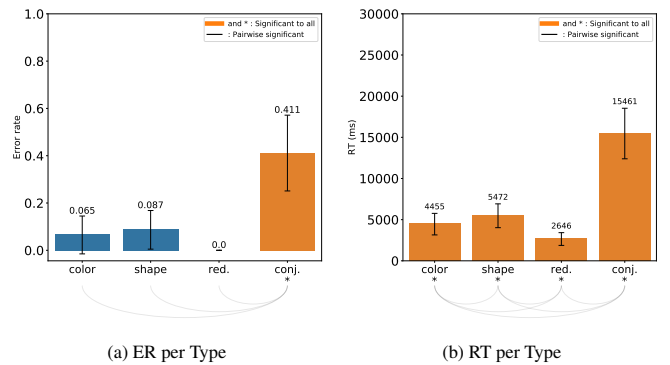 1.0
0.8
0.6
0.4
0.2
0.0
Error rate
and * : Significant to all
: Pairwise significant
0.065
0.087
0.0
0.411
color
shape
red.
conj.
*
(a) ER per Type
30000
25000
20000
15000
10000
5000
0
RT (ms)
and * : Significant to all
: Pairwise significant
4455
5472
2646
15461
color
shape
red.
conj.
* * * *
(b) RT per Type